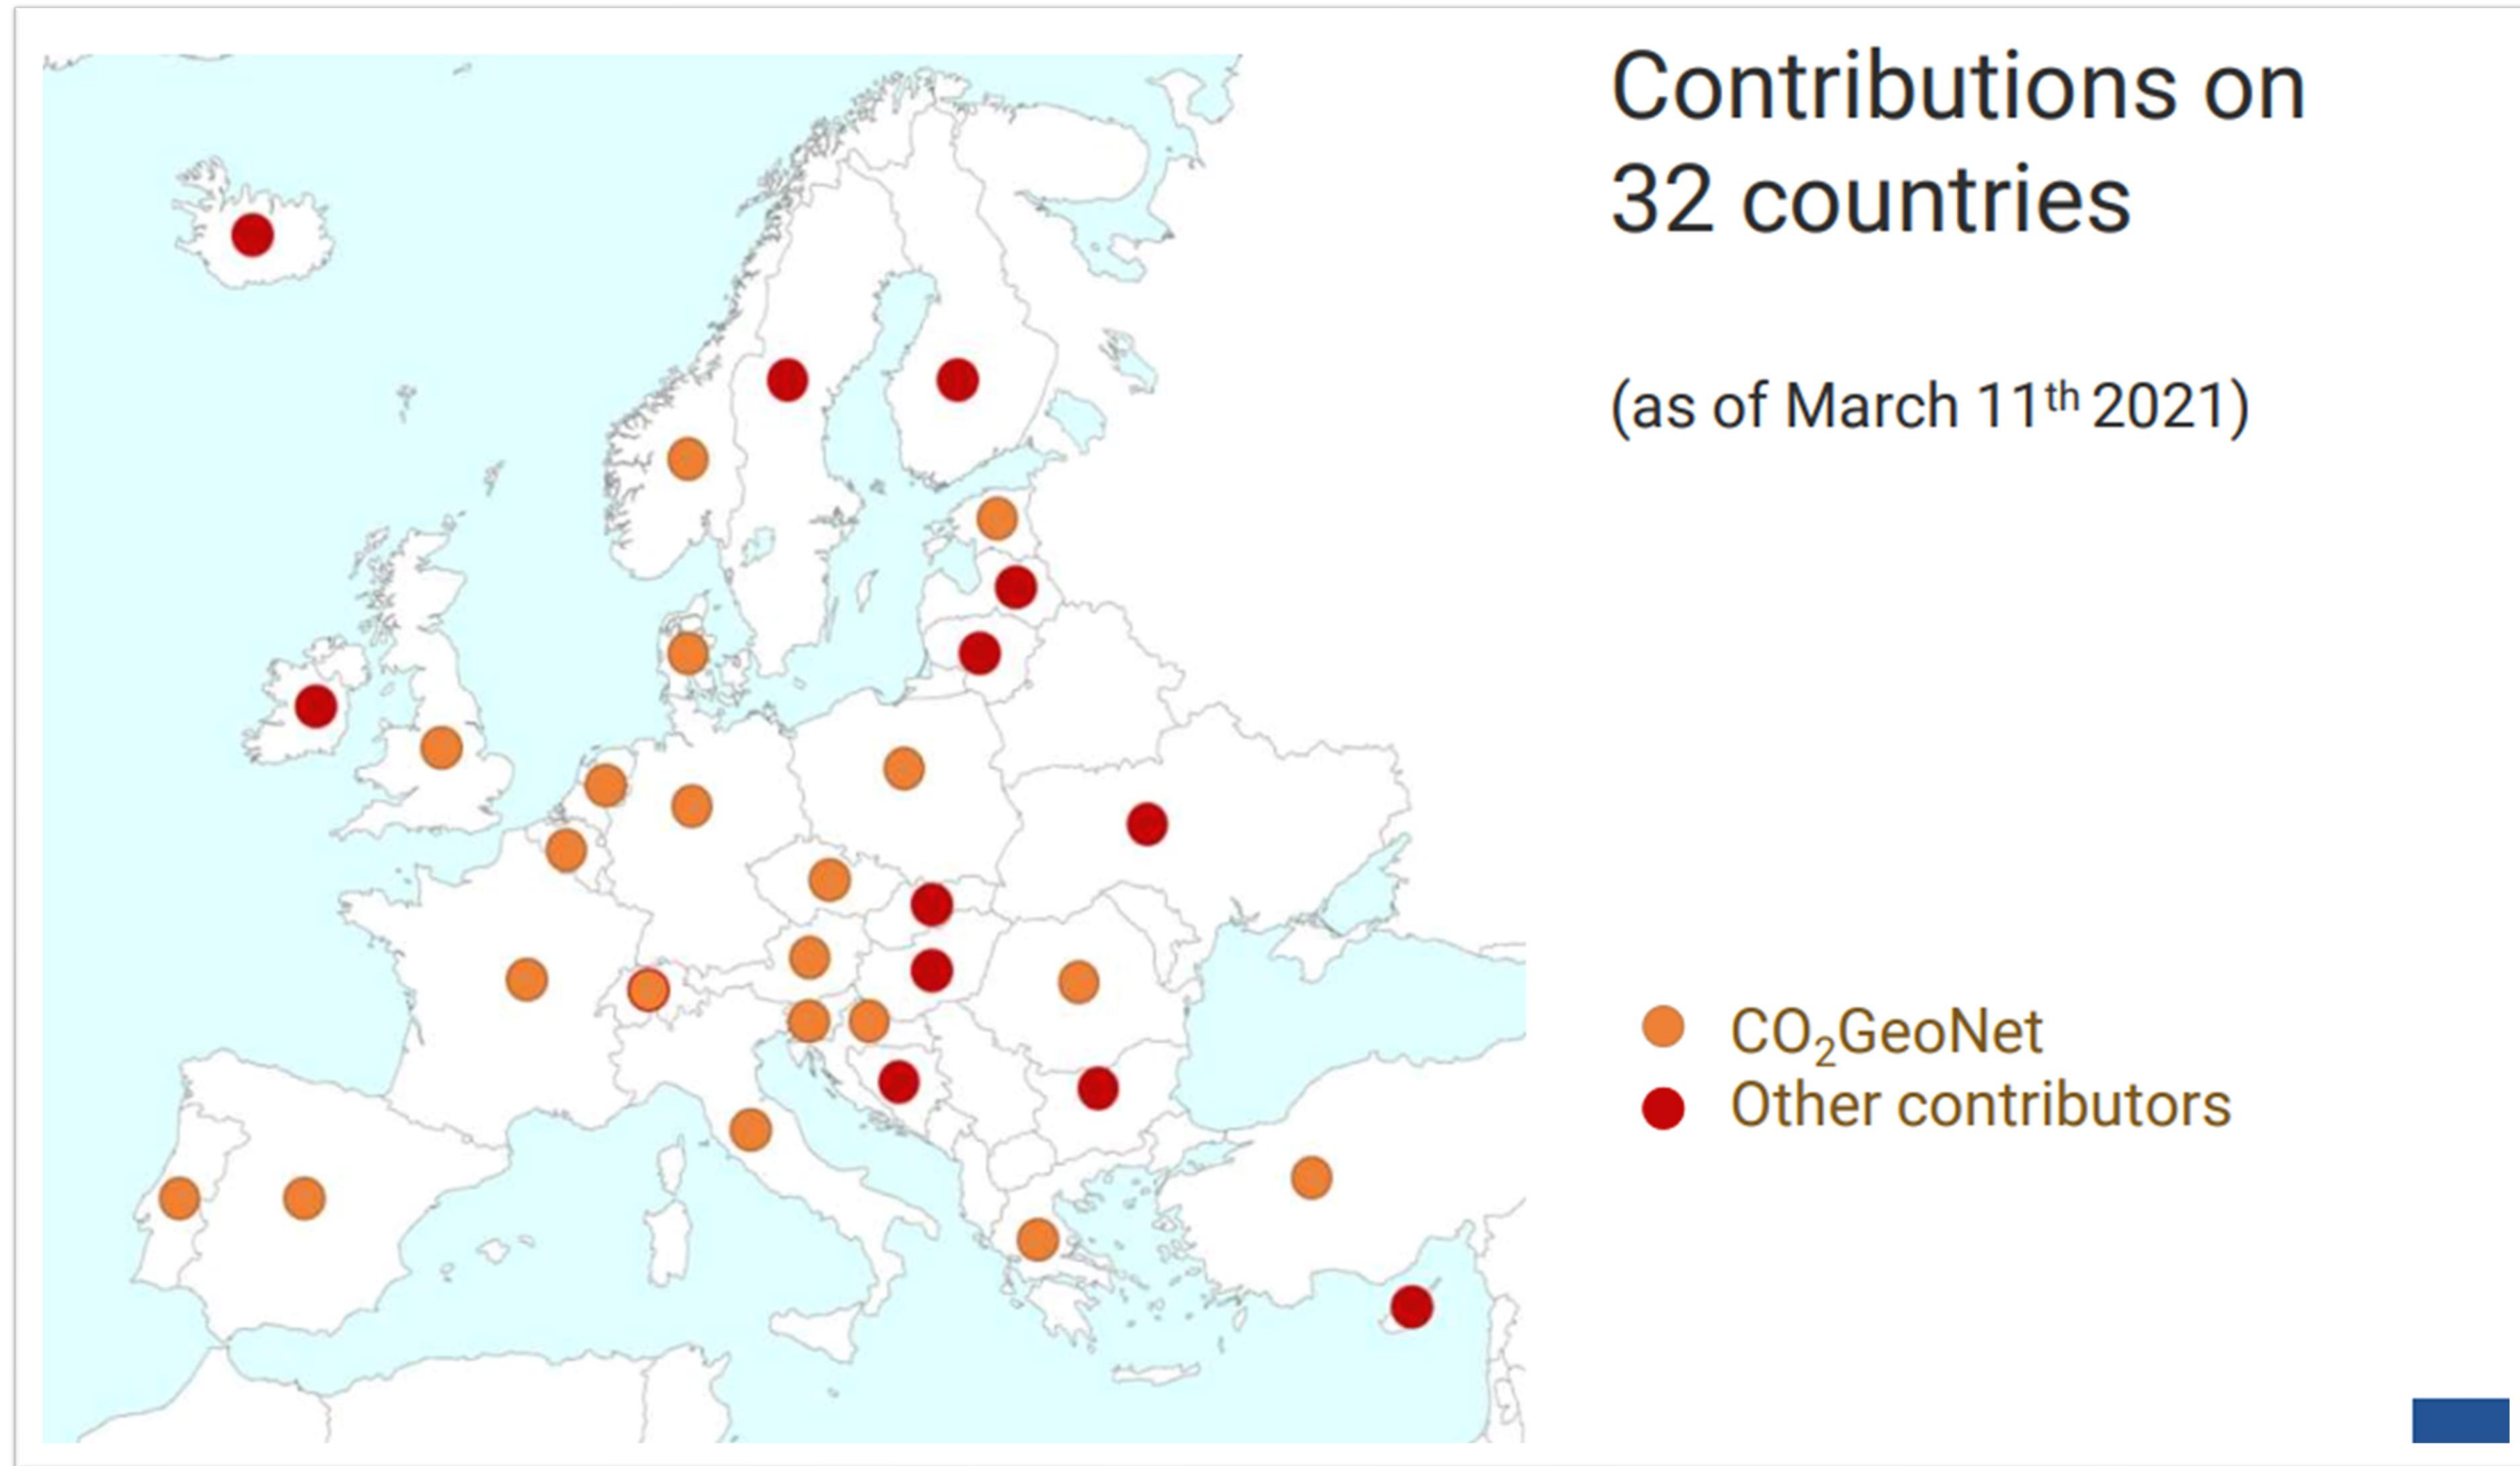 Contributions on
32 countries
(as of March 11th 2021)
CO2GeoNet
Other contributors